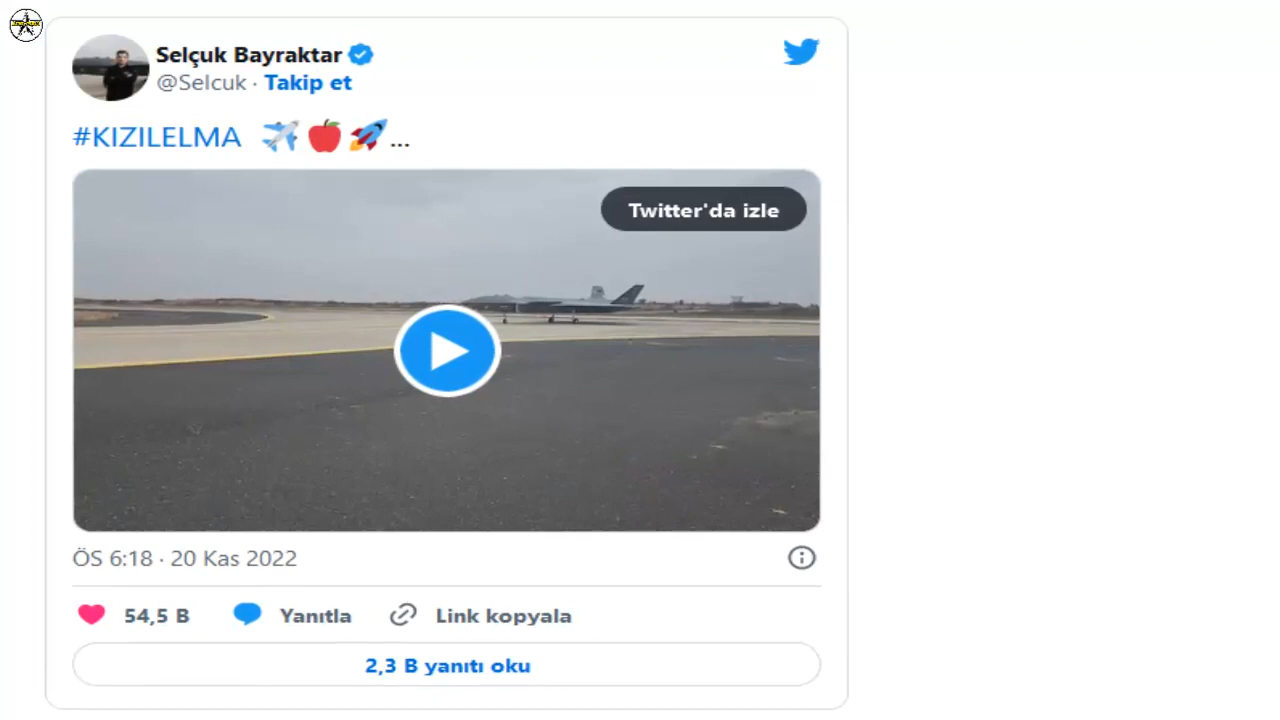 Selçuk Bayraktar
@Selcuk · Takip et
#KIZILELMA ✈️🍎🚀...
Twitter'da izle
ÖS 6:18 · 20 Kas 2022
54,5 B Yanıtla Link kopyala
2,3 B yanıtı oku